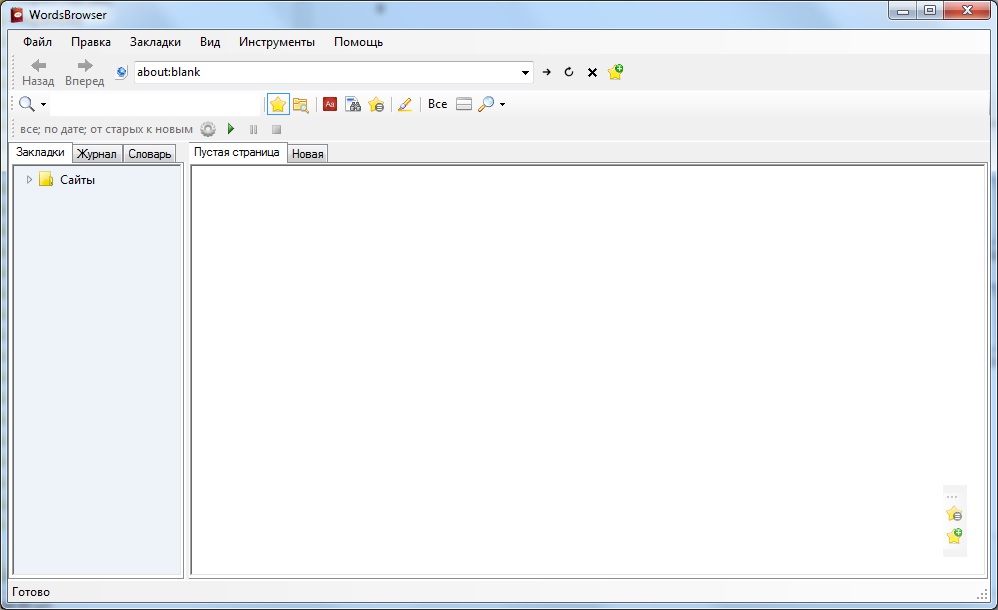 WordsBrowser
Файл Правка Закладки Вид Инструменты Помощь
Назад Вперед about:blank
Aa Все
все; по дате; от старых к новым
Закладки Журнал Словарь Пустая страница Новая
Сайты
Готово